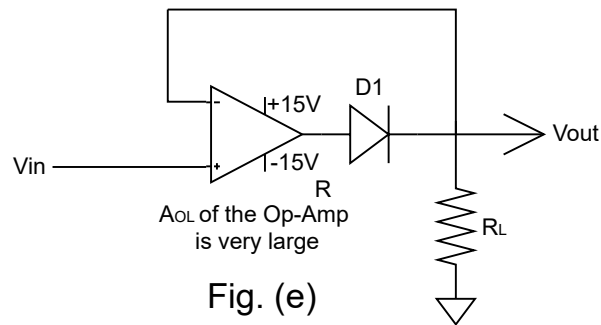 D1
-
+15V
Vout
Vin
+
-15V
R
RL
AOL of the Op-Amp
is very large
Fig. (e)